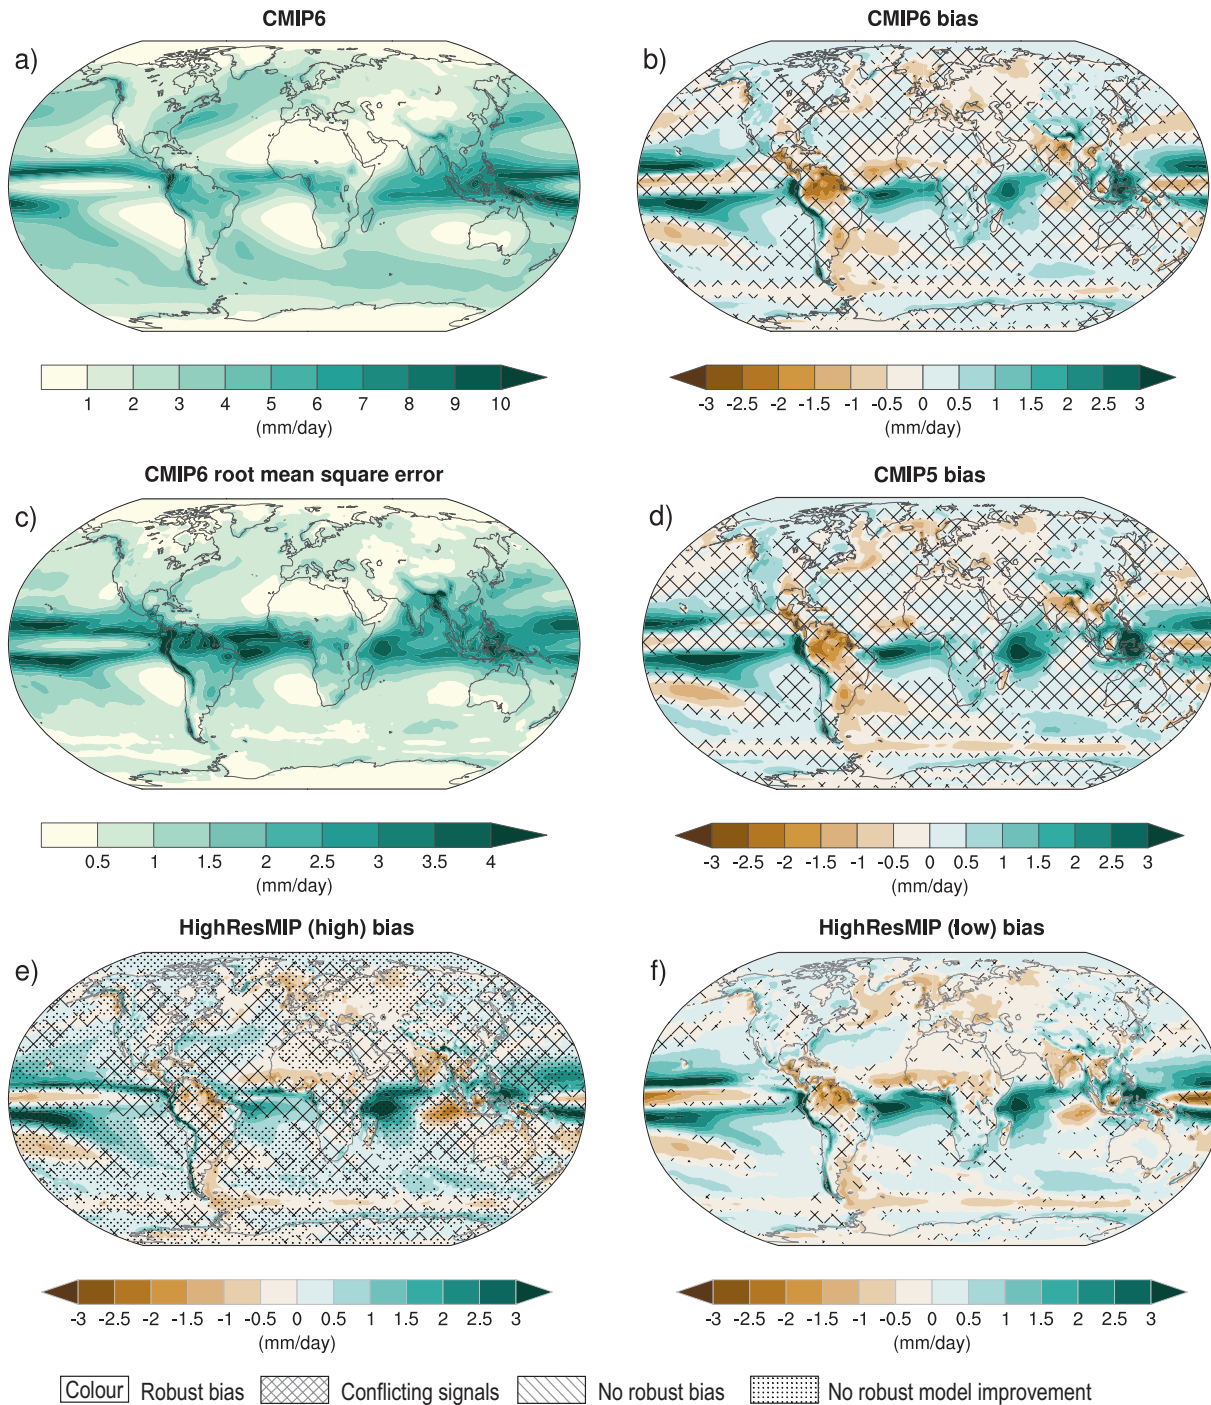 CMIP6
CMIP6 bias
a)
b)
1 2 3 4 5 6 7 8 9 10
(mm/day)
-3 -2.5 -2 -1.5 -1 -0.5 0 0.5 1 1.5 2 2.5 3
(mm/day)
CMIP6 root mean square error
CMIP5 bias
c)
d)
0.5 1 1.5 2 2.5 3 3.5 4
(mm/day)
-3 -2.5 -2 -1.5 -1 -0.5 0 0.5 1 1.5 2 2.5 3
(mm/day)
HighResMIP (high) bias
HighResMIP (low) bias
e)
f)
-3 -2.5 -2 -1.5 -1 -0.5 0 0.5 1 1.5 2 2.5 3
(mm/day)
-3 -2.5 -2 -1.5 -1 -0.5 0 0.5 1 1.5 2 2.5 3
(mm/day)
Colour Robust bias Conflicting signals No robust bias No robust model improvement